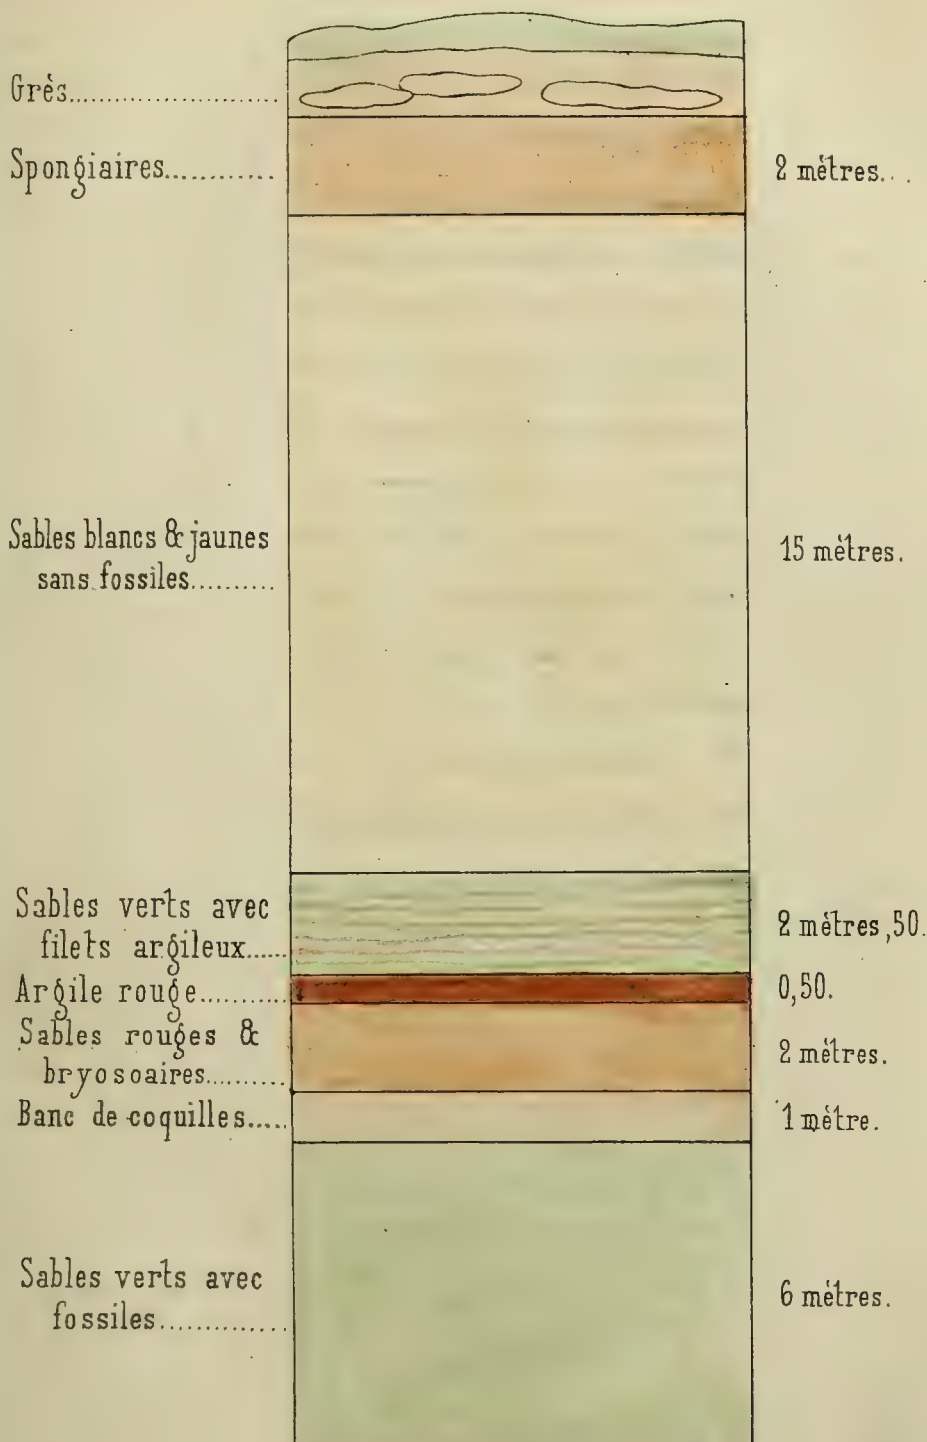 Grès..........................
Spongiaires............ 2 mètres...
Sables blancs & jaunes
sans fossiles.......... 15 mètres.
Sables verts avec
filets argileux..... 2 mètres,50.
Argile rouge.......... 0,50.
Sables rouges &
bryosoaires.......... 2 mètres.
Banc de coquilles..... 1 mètre.
Sables verts avec
fossiles.............. 6 mètres.